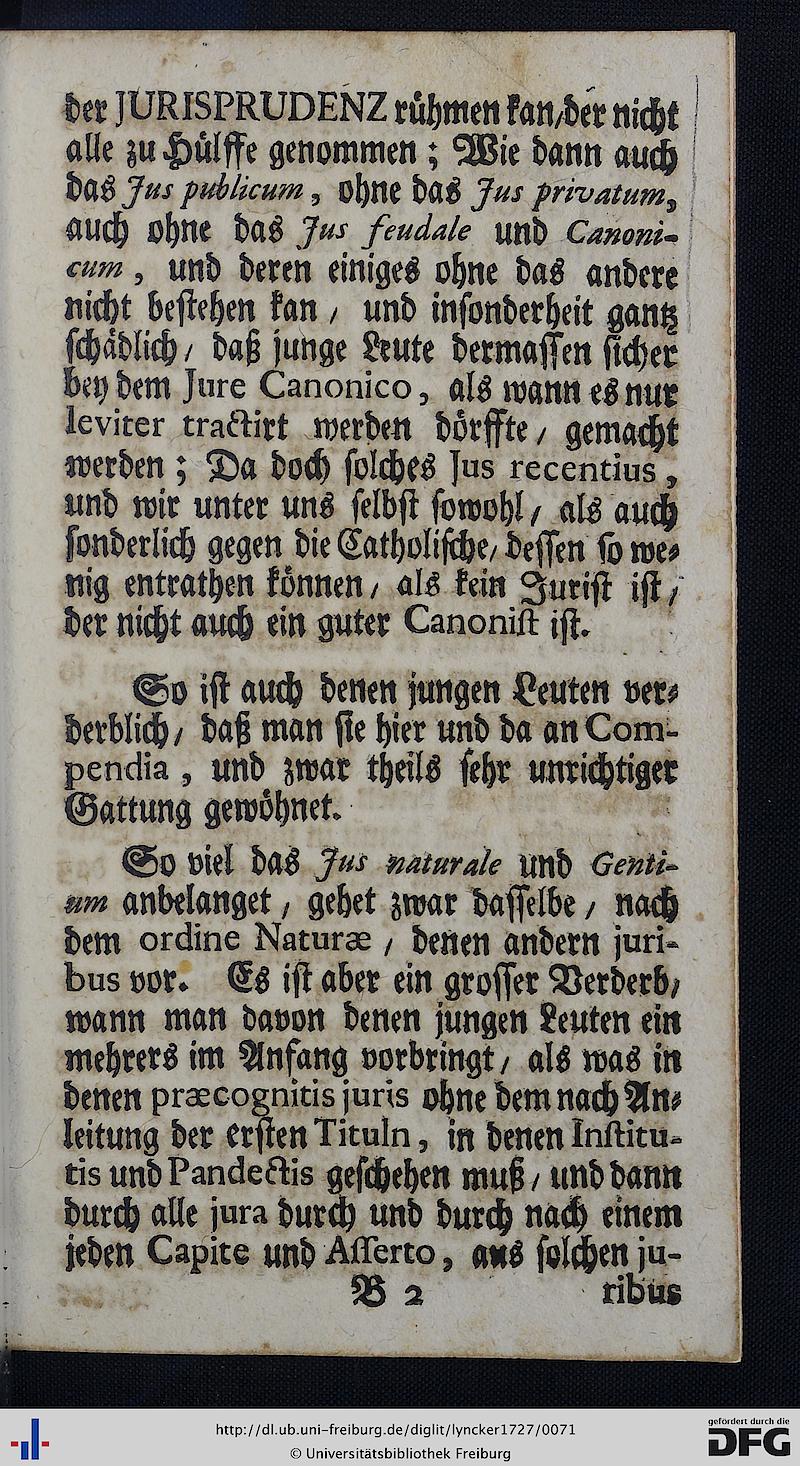 der JURISPRUDENZ rühmen kan/der nicht
alle zu Hülffe genommen ; Wie dann auch
das Jus publicum , ohne das Jus privatum,
auch ohne das Jus feudale und Canoni-
cum , und deren einiges ohne das andere
nicht bestehen kan / und insonderheit gantz
schädlich/ daß junge Leute dermassen sicher
bey dem Jure Canonico, als wann es nur
leviter tractirt werden dörffte/ gemacht
werden ; Da doch solches Jus recentius ,
und wir unter uns selbst sowohl/ als auch
sonderlich gegen die Catholische/ dessen so we-
nig entrathen können/ als kein Jurist ist/
der nicht auch ein guter Canonist ist.
So ist auch denen jungen Leuten ver-
derblich/ daß man sie hier und da an Com-
pendia , und zwar theils sehr unrichtiger
Gattung gewöhnet.
So viel das Jus naturale und Genti-
um anbelanget / gehet zwar dasselbe / nach
dem ordine Naturæ / denen andern juri-
bus vor. Es ist aber ein grosser Verderb/
wann man davon denen jungen Leuten ein
mehrers im Anfang vorbringt/ als was in
denen præcognitis juris ohne dem nach An-
leitung der ersten Tituln, in denen Institu-
tis und Pandectis geschehen muß/ und dann
durch alle jura durch und durch nach einem
jeden Capite und Asserto, aus solchen ju-
B 2 ribus
http://dl.ub.uni-freiburg.de/diglit/lyncker1727/0071
© Universitätsbibliothek Freiburg
gefördert durch die
DFG